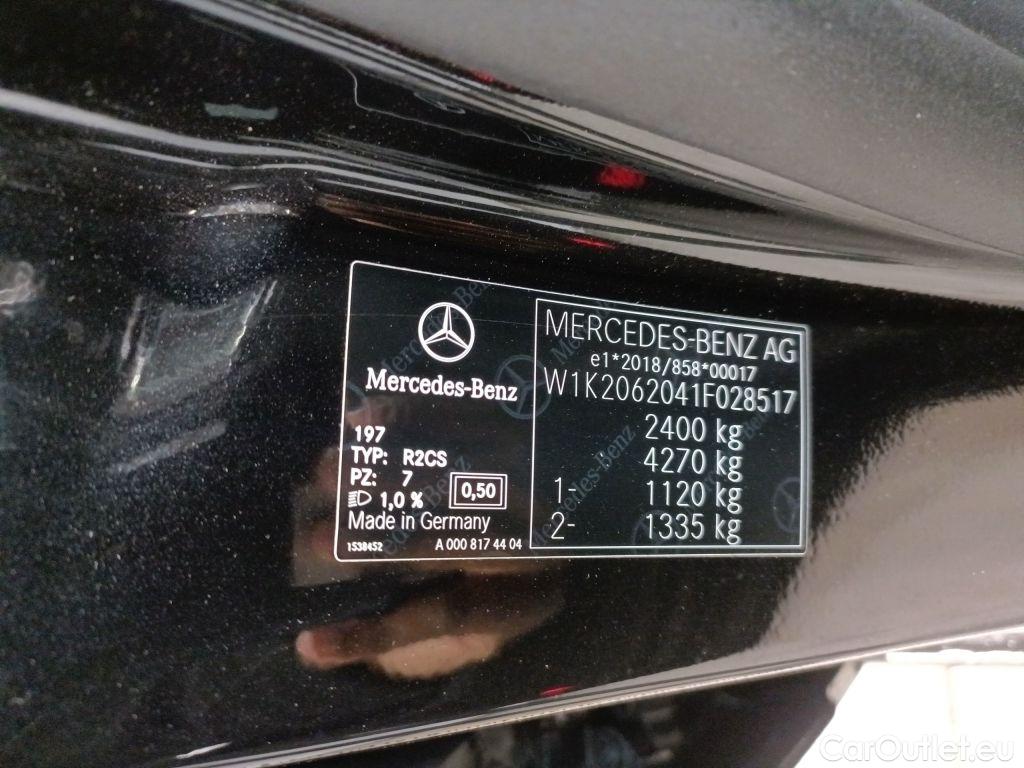 Mercedes-Benz
197
TYP: R2CS
PZ: 7
1,0 %
0,50
Made in Germany
1538452
A 000 817 44 04
MERCEDES-BENZ AG
e1*2018/858*00017
W1K2062041F028517
2400 kg
4270 kg
1- 1120 kg
2- 1335 kg
CarOutlet.eu